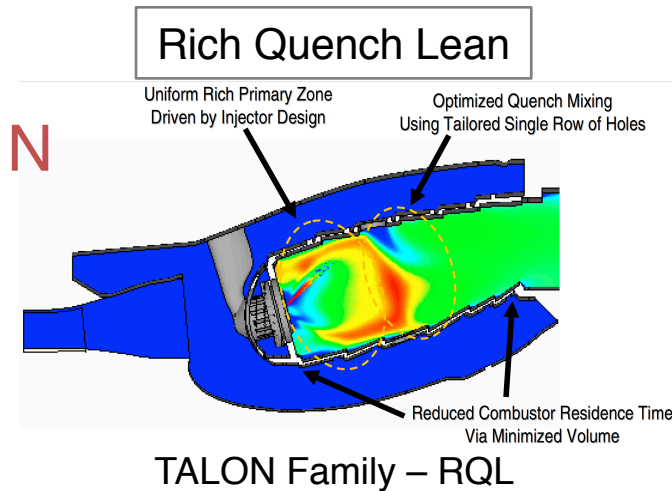 Rich Quench Lean
Uniform Rich Primary Zone
Driven by Injector Design
Optimized Quench Mixing
Using Tailored Single Row of Holes
N
Reduced Combustor Residence Time
Via Minimized Volume
TALON Family – RQL